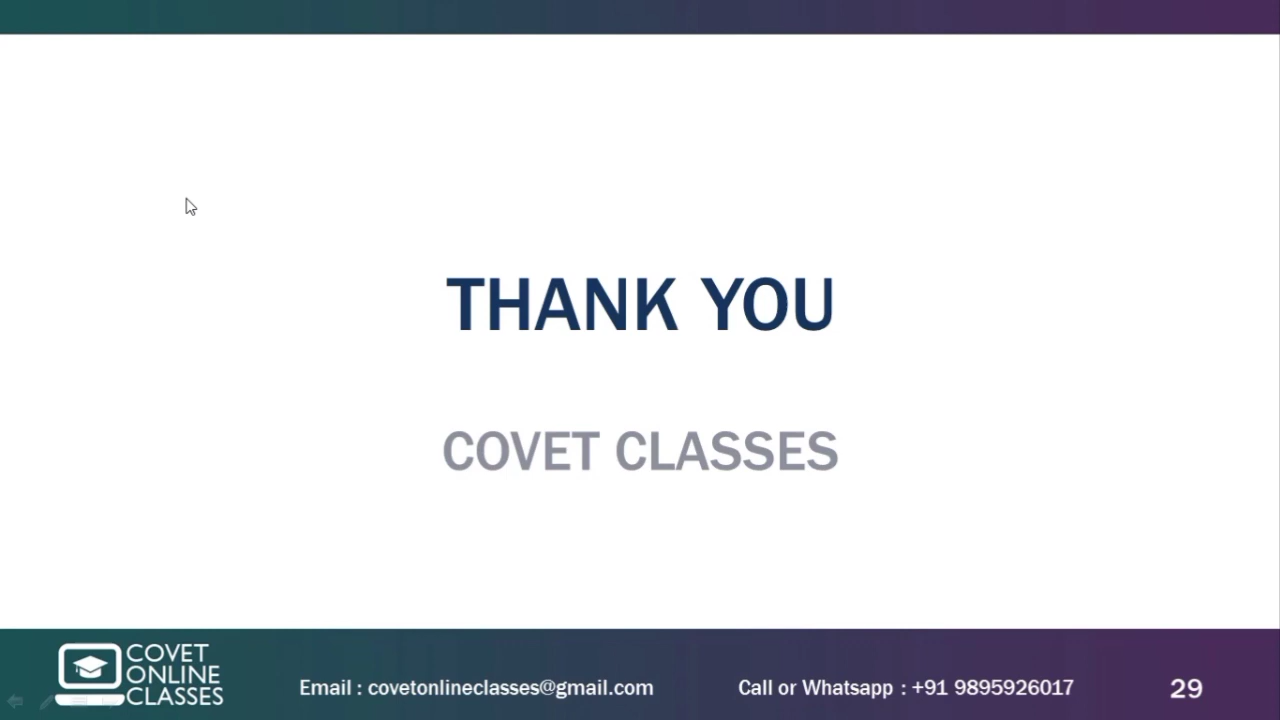 THANK YOU
COVET CLASSES
COVET
ONLINE
CLASSES
Email : covetonlineclasses@gmail.com
Call or Whatsapp : +91 9895926017
29